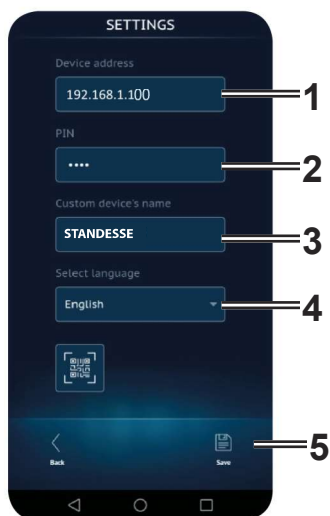 SETTINGS
Device address
192.168.1.100
1
PIN
••••
2
Custom device's name
STANDESSE
3
Select language
English
4
5
Back
Save